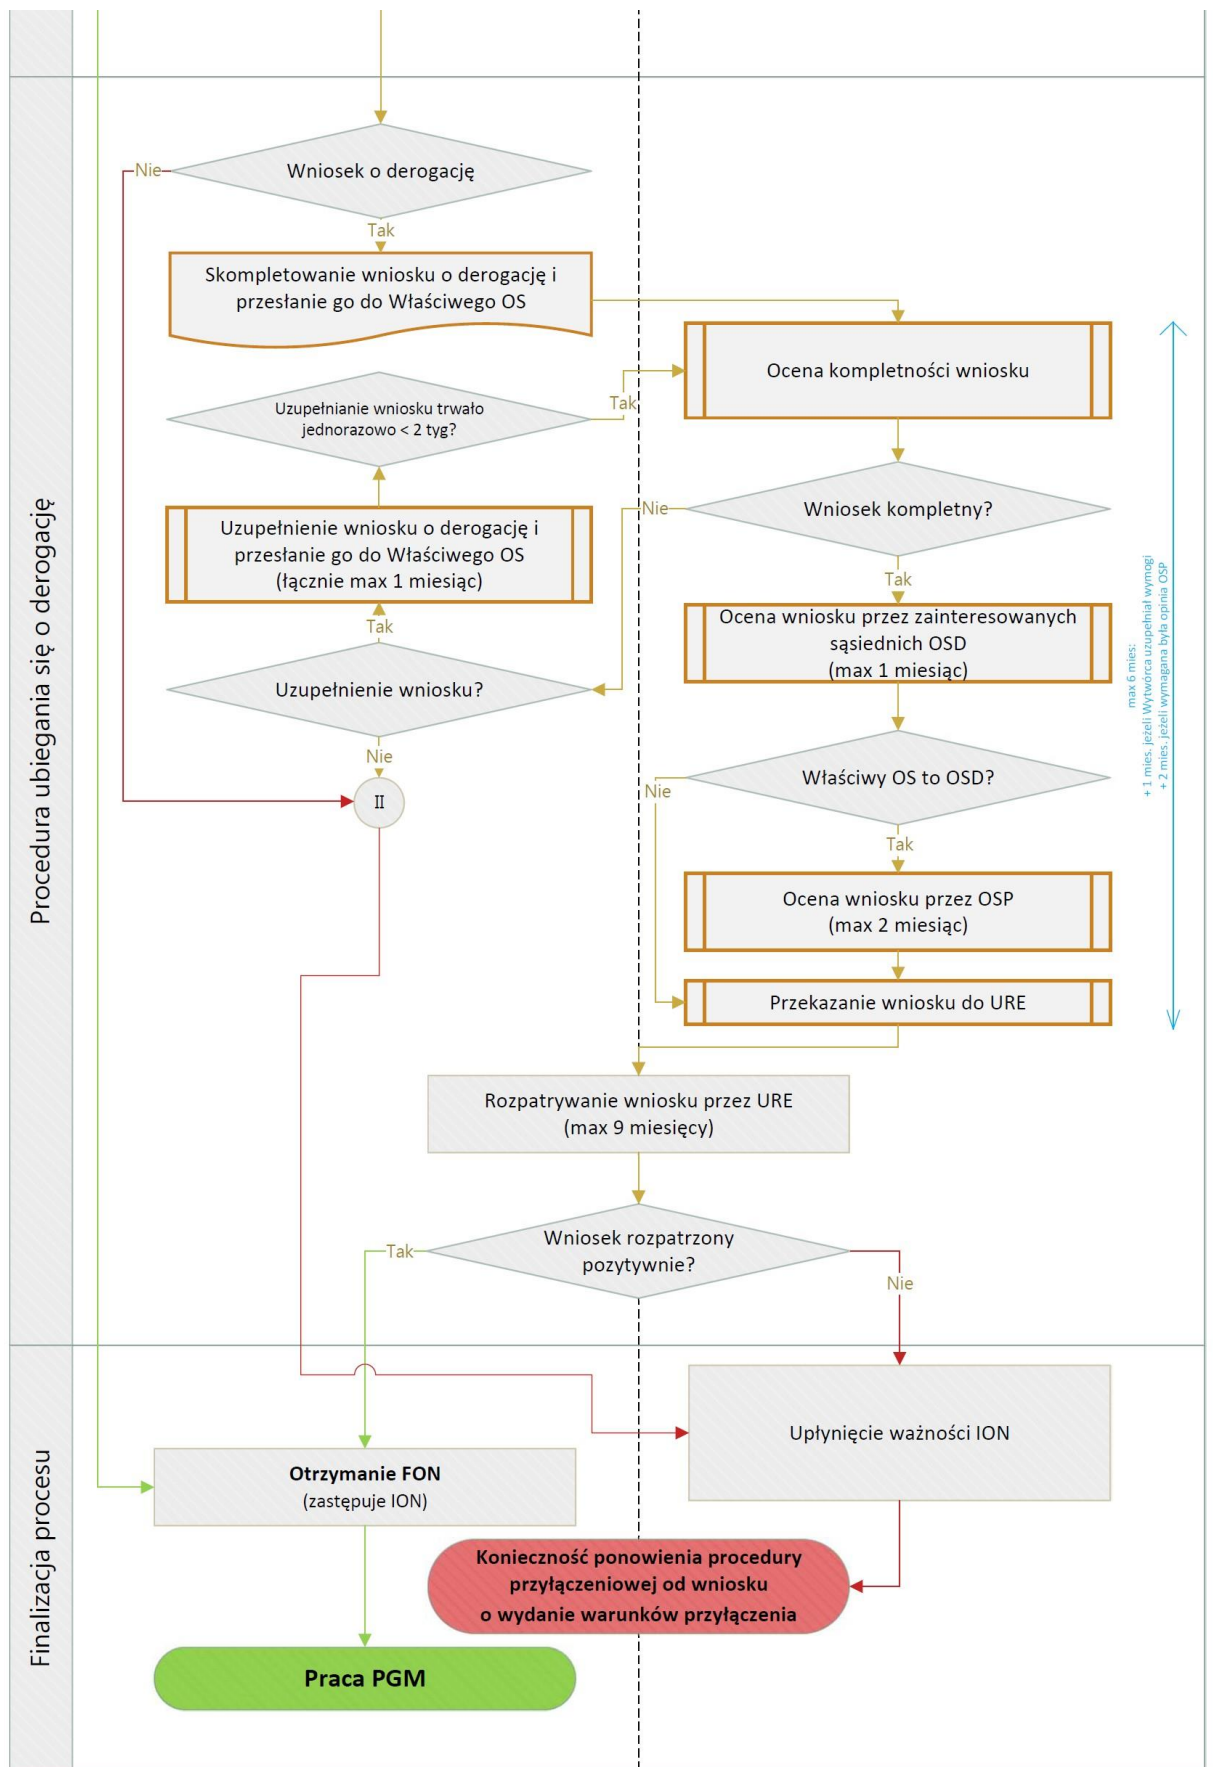 Procedura ubiegania się o derogację
Wniosek o derogację
Nie
Tak
Skompletowanie wniosku o derogację i
przesłanie go do Właściwego OS
Ocena kompletności wniosku
Uzupełnianie wniosku trwało
jednorazowo < 2 tyg?
Tak
Wniosek kompletny?
Nie
Tak
Uzupełnienie wniosku o derogację i
przesłanie go do Właściwego OS
(łącznie max 1 miesiąc)
Tak
Uzupełnienie wniosku?
Nie
II
Ocena wniosku przez zainteresowanych
sąsiednich OSD
(max 1 miesiąc)
Właściwy OS to OSD?
Nie
Tak
Ocena wniosku przez OSP
(max 2 miesiąc)
Przekazanie wniosku do URE
max 6 mies:
+ 1 mies. jeżeli Wytwórca uzupełniał wymogi
+ 2 mies. jeżeli wymagana była opinia OSP
Rozpatrywanie wniosku przez URE
(max 9 miesięcy)
Wniosek rozpatrzony
pozytywnie?
Tak
Nie
Finalizacja procesu
Upłynięcie ważności ION
Otrzymanie FON
(zastępuje ION)
Konieczność ponowienia procedury
przyłączeniowej od wniosku
o wydanie warunków przyłączenia
Praca PGM